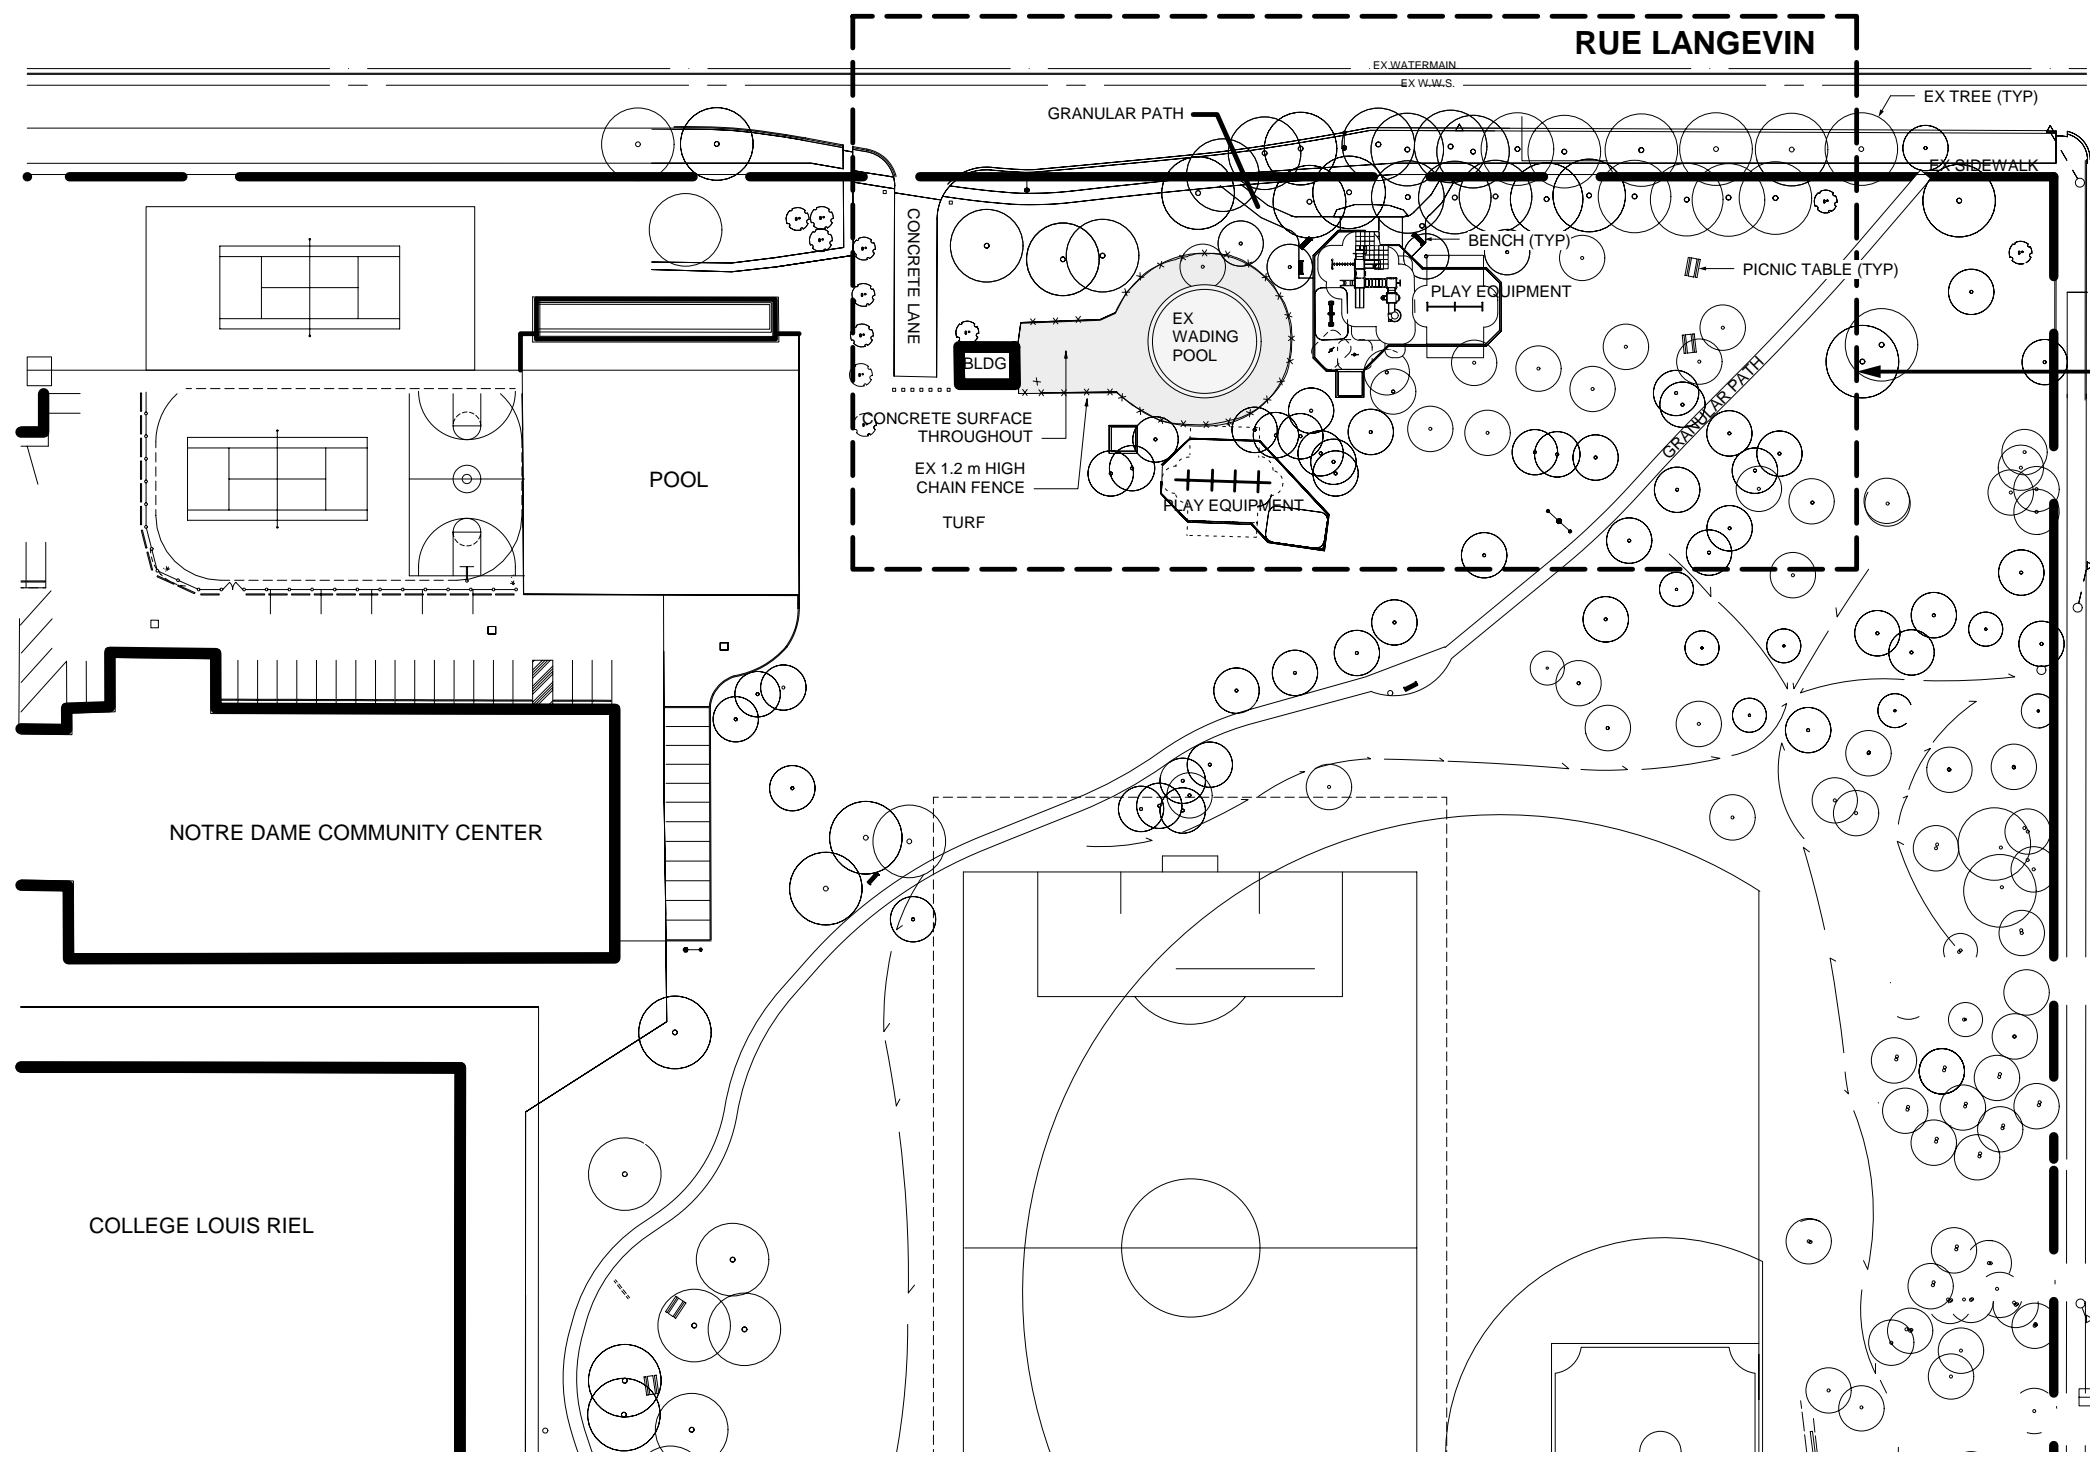 RUE LANGEVIN
EX WATERMAIN
EX W.W.S.
EX TREE (TYP)
GRANULAR PATH
EX SIDEWALK
CONCRETE LANE
BENCH (TYP)
PICNIC TABLE (TYP)
PLAY EQUIPMENT
EX
WADING
POOL
BLDG
GRANULAR PATH
CONCRETE SURFACE
THROUGHOUT
EX 1.2 m HIGH
CHAIN FENCE
PLAY EQUIPMENT
TURF
POOL
NOTRE DAME COMMUNITY CENTER
COLLEGE LOUIS RIEL